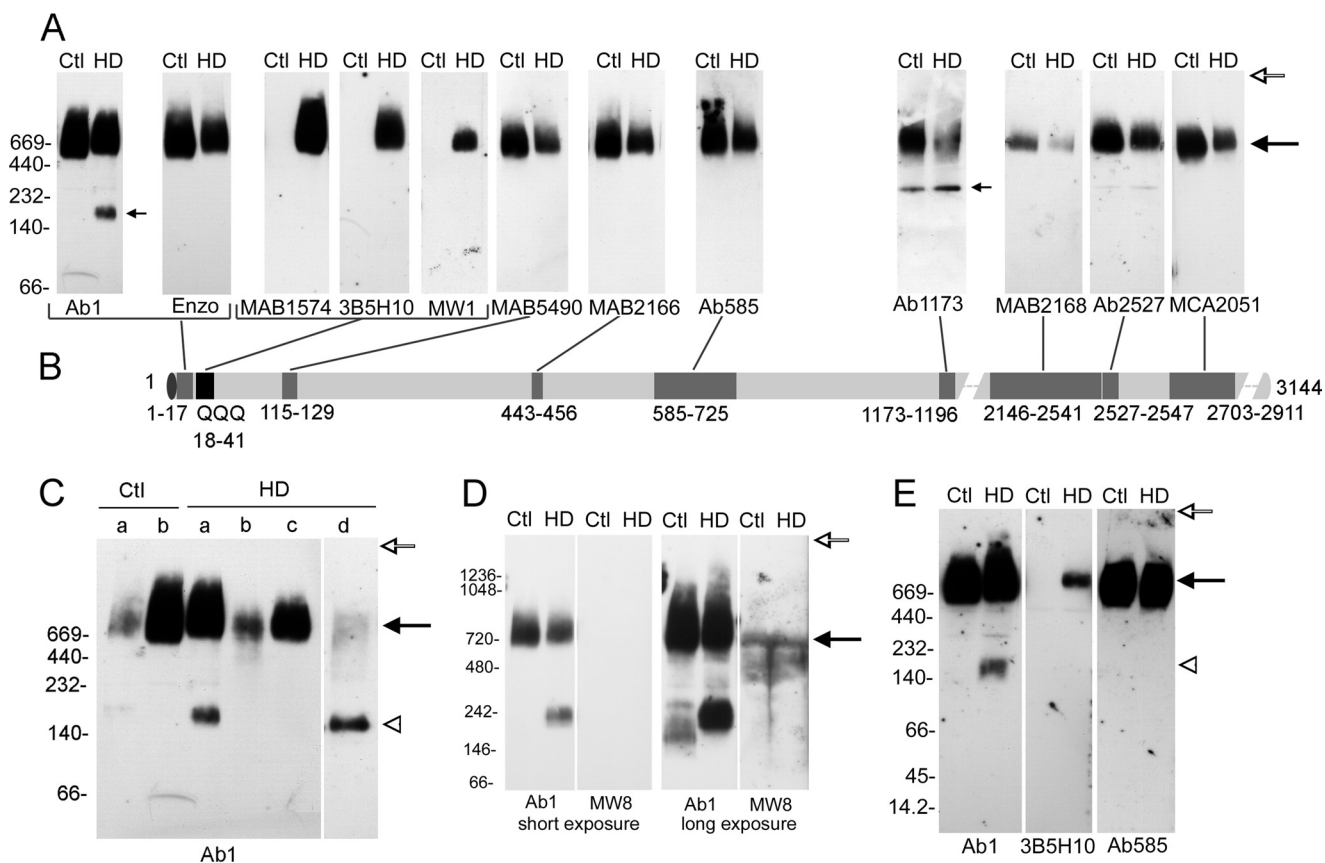 A
Ctl HD Ctl HD Ctl HD Ctl HD Ctl HD Ctl HD Ctl HD Ctl HD Ctl HD Ctl HD Ctl HD Ctl HD
669-
440-
232-
140-
66-
Ab1 Enzo MAB1574 3B5H10 MW1 MAB5490 MAB2166 Ab585 Ab1173 MAB2168 Ab2527 MCA2051
B
1 3144
1-17 QQQ 115-129 443-456 585-725 1173-1196 2146-2541 2527-2547 2703-2911
18-41
C
Ctl HD
a b a b c d
669-
440-
232-
140-
66-
Ab1
D
Ctl HD Ctl HD Ctl HD Ctl HD
1236-
1048-
720-
480-
242-
146-
66-
Ab1 MW8 Ab1 MW8
short exposure long exposure
E
Ctl HD Ctl HD Ctl HD
669-
440-
232-
140-
66-
45-
14.2-
Ab1 3B5H10 Ab585